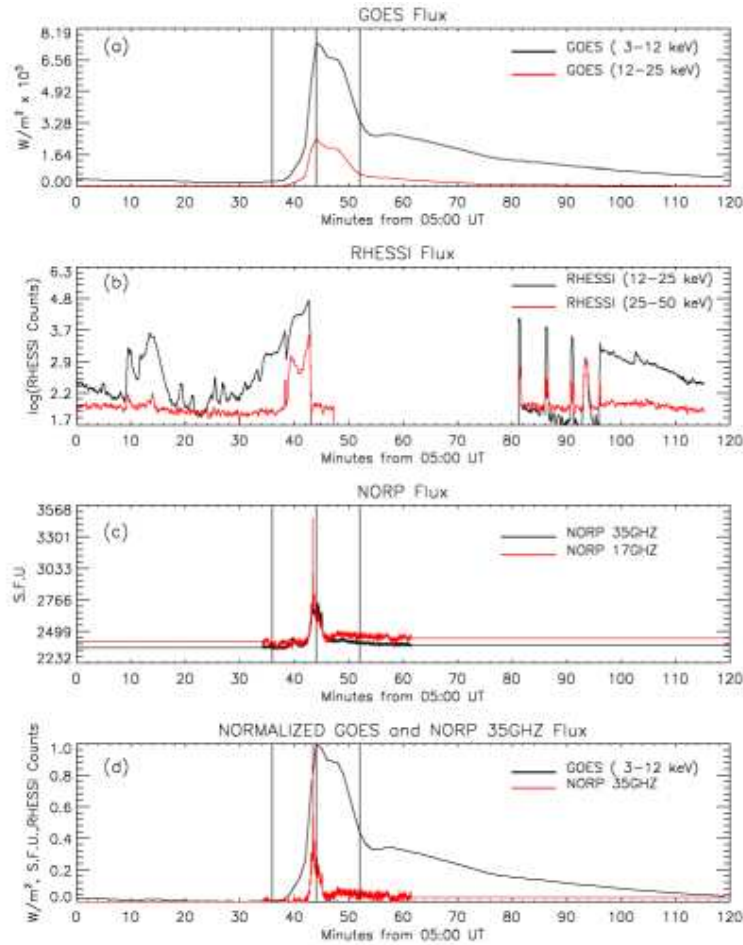 GOES Flux
(a)
GOES ( 3-12 keV)
GOES (12-25 keV)
W/m² x 10⁵
8.19
6.56
4.92
3.28
1.64
0.00
0 10 20 30 40 50 60 70 80 90 100 110 120
Minutes from 05:00 UT
RHESSI Flux
(b)
RHESSI (12-25 keV)
RHESSI (25-50 keV)
log(RHESSI Counts)
6.3
4.8
3.7
2.9
2.2
1.7
0 10 20 30 40 50 60 70 80 90 100 110 120
Minutes from 05:00 UT
NORP Flux
(c)
NORP 35GHZ
NORP 17GHZ
S.F.U.
3568
3301
3033
2766
2499
2232
0 10 20 30 40 50 60 70 80 90 100 110 120
Minutes from 05:00 UT
NORMALIZED GOES and NORP 35GHZ Flux
(d)
GOES ( 3-12 keV)
NORP 35GHZ
W/m², S.F.U.,RHESSI Counts
1.0
0.8
0.6
0.4
0.2
0.0
0 10 20 30 40 50 60 70 80 90 100 110 120
Minutes from 05:00 UT